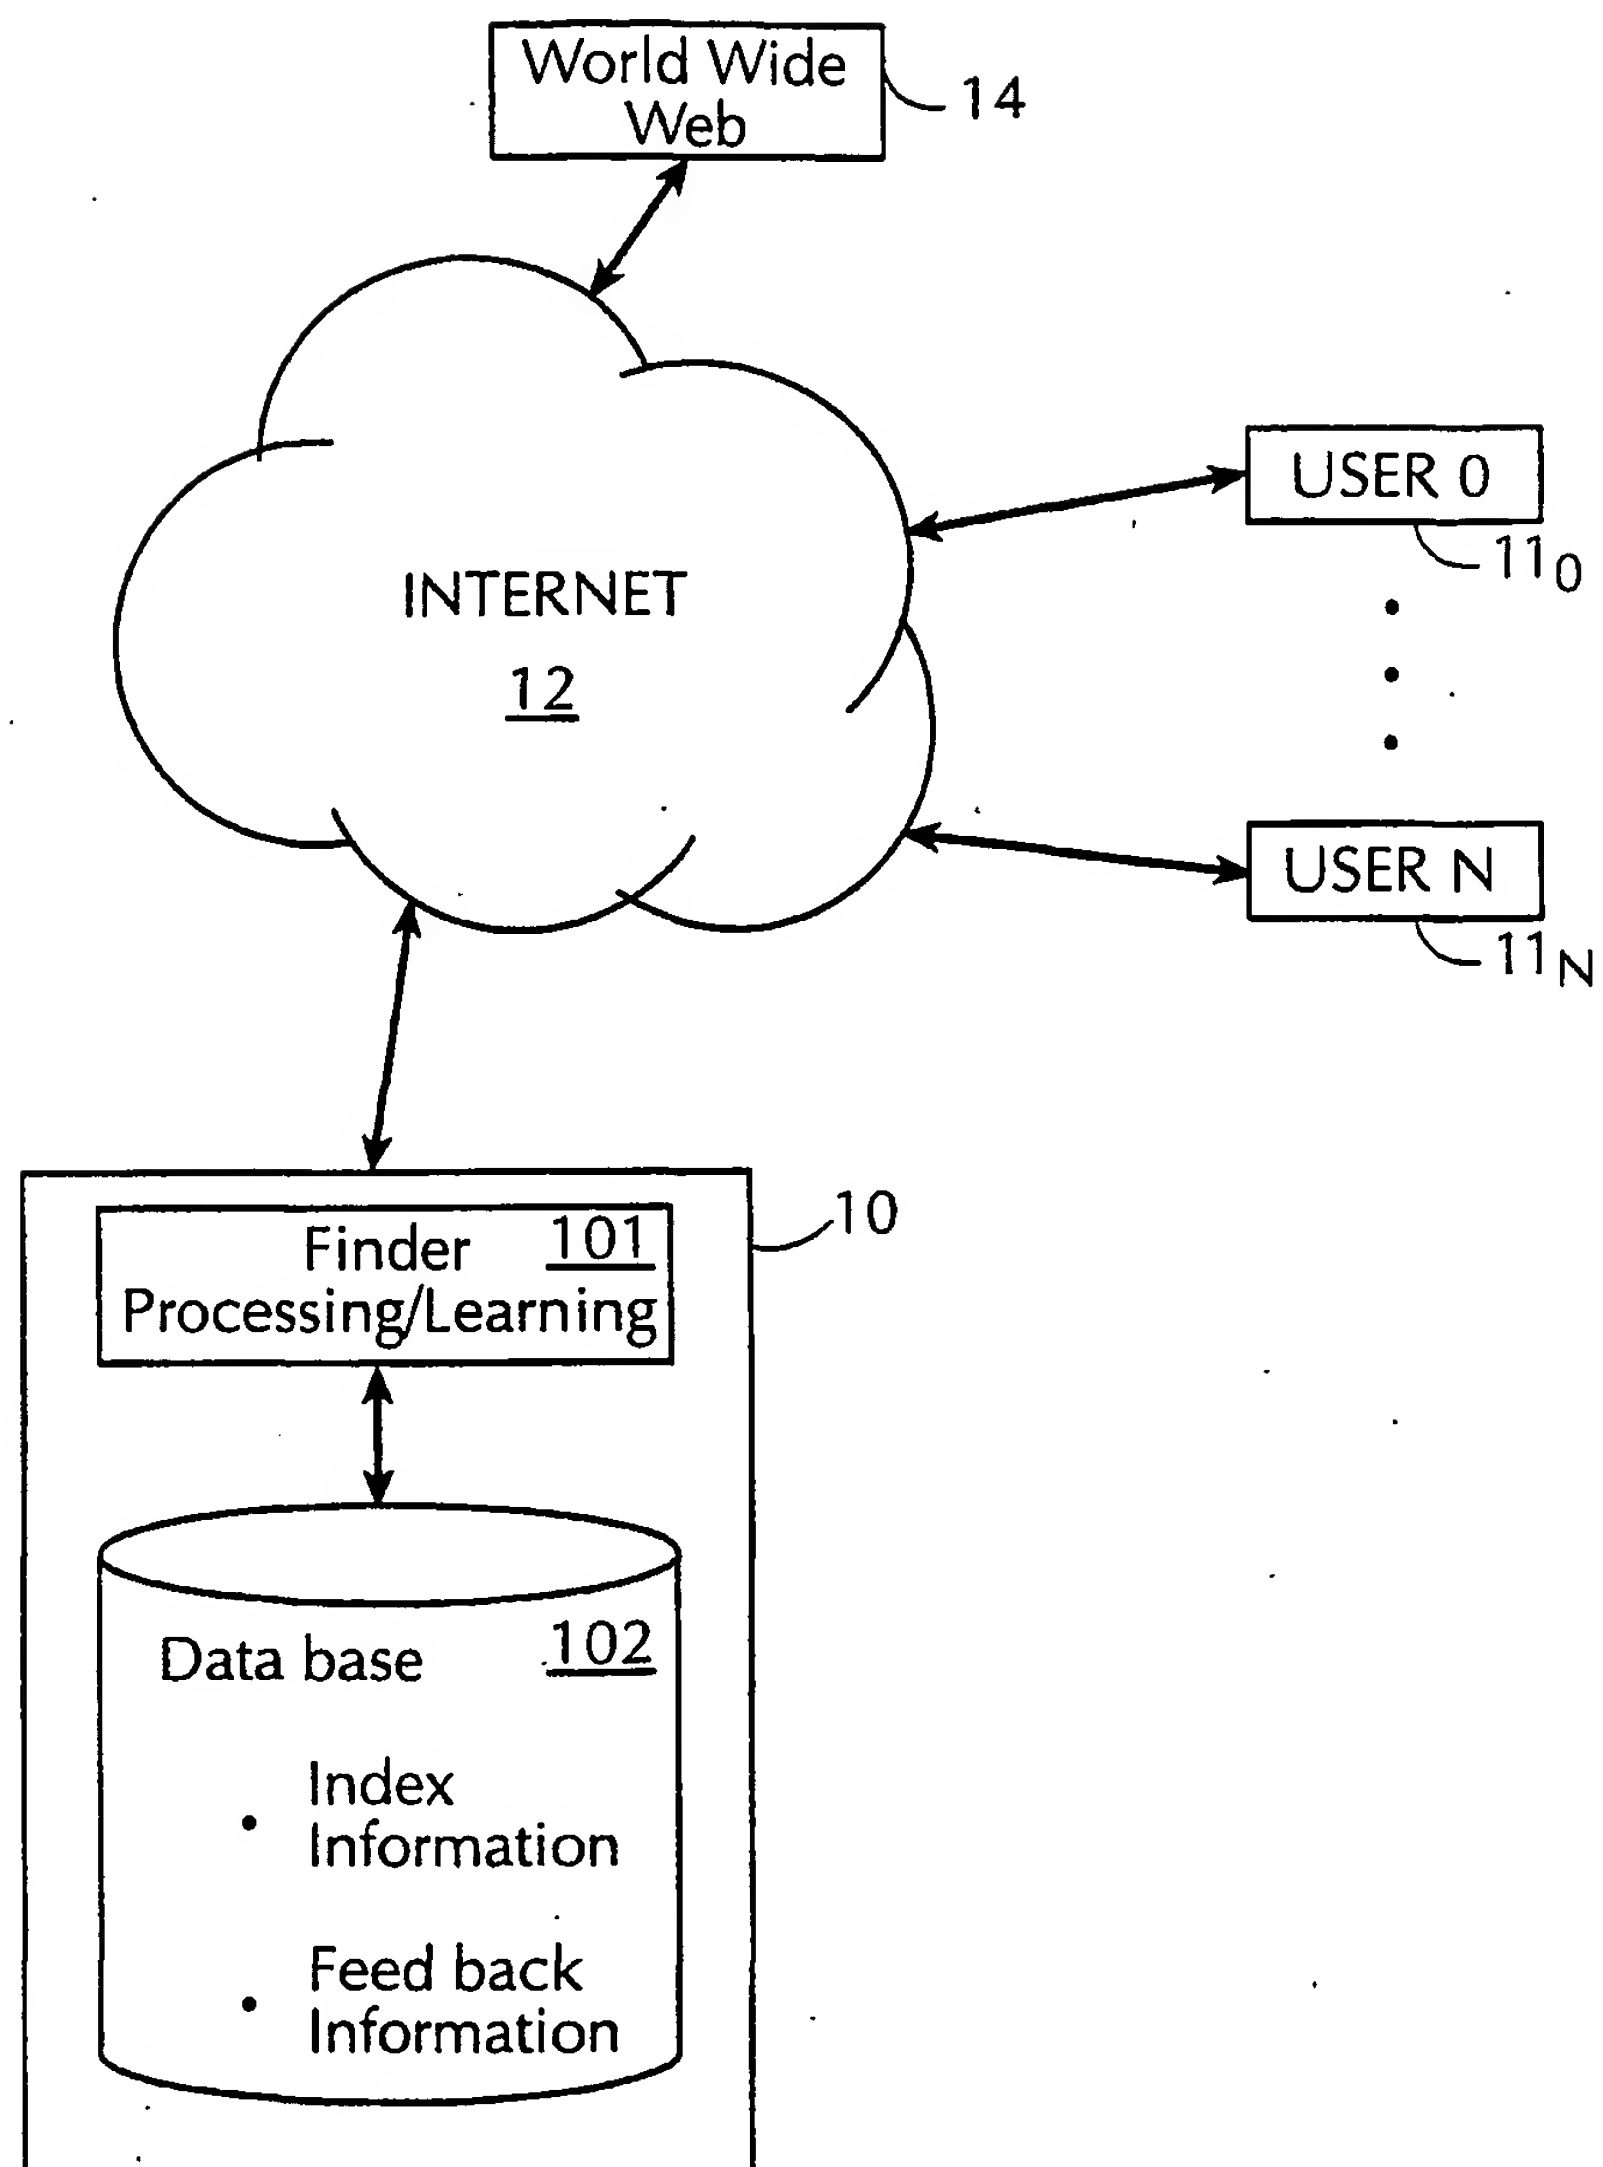 World Wide
Web
14
USER 0
11₀
INTERNET
12
USER N
11ₙ
10
101
Finder
Processing/Learning
102
Data base
• Index
Information
• Feed back
Information